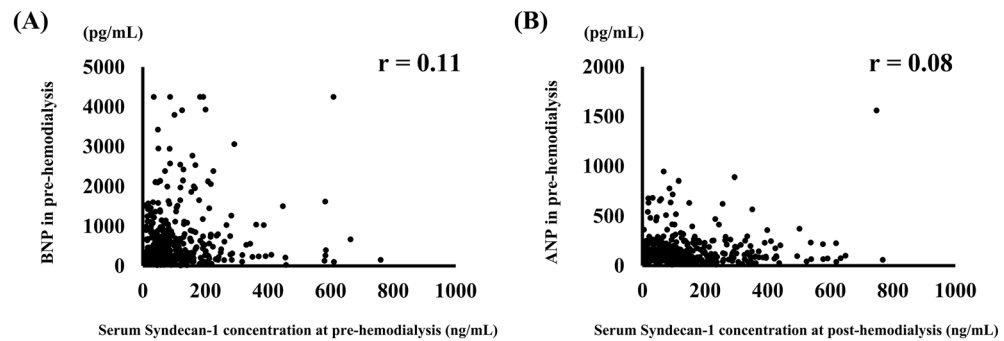 (A)
(pg/mL)
r = 0.11
BNP in pre-hemodialysis
5000
4000
3000
2000
1000
0
0 200 400 600 800 1000
Serum Syndecan-1 concentration at pre-hemodialysis (ng/mL)
(B)
(pg/mL)
r = 0.08
ANP in pre-hemodialysis
2000
1500
1000
500
0
0 200 400 600 800 1000
Serum Syndecan-1 concentration at post-hemodialysis (ng/mL)